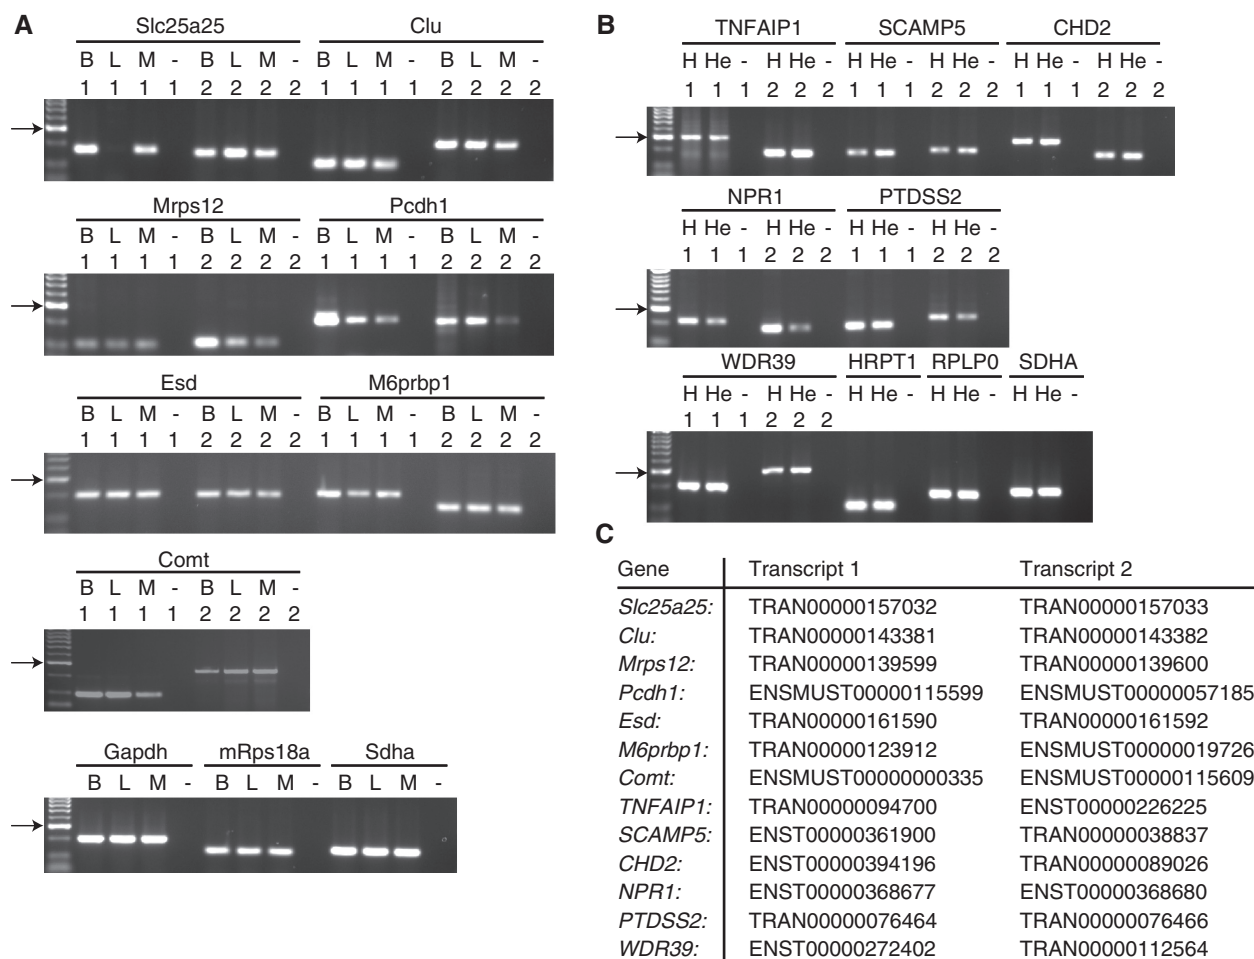 A
Slc25a25 Clu
B L M - B L M - B L M - B L M -
1 1 1 1 2 2 2 2 1 1 1 1 2 2 2 2
Mrps12 Pcdh1
B L M - B L M - B L M - B L M -
1 1 1 1 2 2 2 2 1 1 1 1 2 2 2 2
Esd M6prbp1
B L M - B L M - B L M - B L M -
1 1 1 1 2 2 2 2 1 1 1 1 2 2 2 2
Comt
B L M - B L M -
1 1 1 1 2 2 2 2
Gapdh mRps18a Sdha
B L M - B L M - B L M -
B
TNFAIP1 SCAMP5 CHD2
H He - H He - H He - H He - H He - H He -
1 1 1 2 2 2 1 1 1 2 2 2 1 1 1 2 2 2
NPR1 PTDSS2
H He - H He - H He - H He -
1 1 1 2 2 2 1 1 1 2 2 2
WDR39 HRPT1 RPLP0 SDHA
H He - H He - H He - H He - H He -
1 1 1 2 2 2
C
Gene Transcript 1 Transcript 2
Slc25a25: TRAN00000157032 TRAN00000157033
Clu: TRAN00000143381 TRAN00000143382
Mrps12: TRAN00000139599 TRAN00000139600
Pcdh1: ENSMUST00000115599 ENSMUST00000057185
Esd: TRAN00000161590 TRAN00000161592
M6prbp1: TRAN00000123912 ENSMUST00000019726
Comt: ENSMUST00000000335 ENSMUST00000115609
TNFAIP1: TRAN00000094700 ENST00000226225
SCAMP5: ENST00000361900 TRAN00000038837
CHD2: ENST00000394196 TRAN00000089026
NPR1: ENST00000368677 ENST00000368680
PTDSS2: TRAN00000076464 TRAN00000076466
WDR39: ENST00000272402 TRAN00000112564